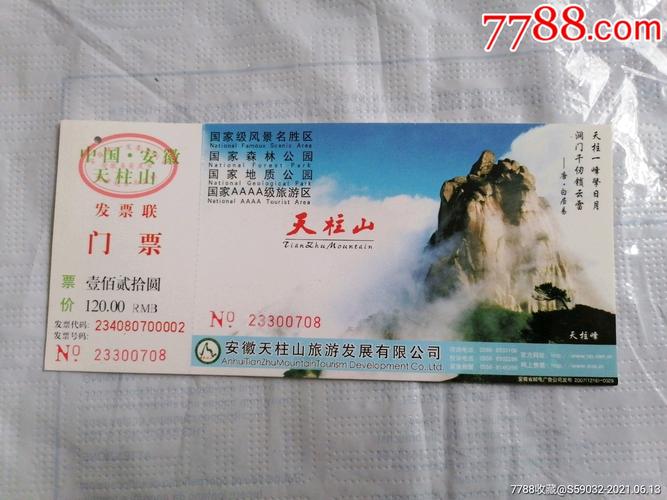 7788.com
中国·安徽
天柱山
发票联
门票
票价
壹佰贰拾圆
120.00 RMB
发票代码: 234080700002
发票号码:
No. 23300708
国家级风景名胜区
National Famous Scenic Area
国家森林公园
National Forest Park
国家地质公园
National Geological Park
国家AAAA级旅游区
National AAAA Tourist Area
天柱山
TianZhuMountain
No. 23300708
天柱一峰擎日月
洞门千仞锁云雷
——唐·白居易
天柱峰
安徽天柱山旅游发展有限公司
AnhuiTianZhuMountainTourism Development Co.,Ltd.
7788收藏@S59032-2021.06.13